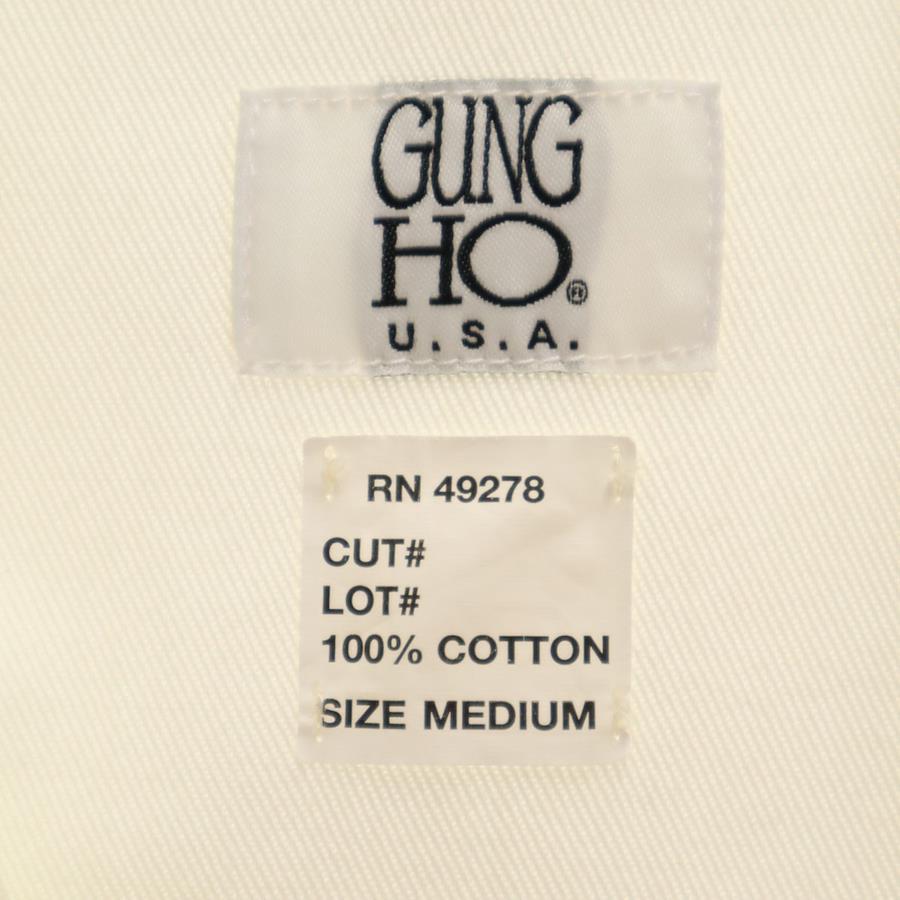 GUNG
HO®
U.S.A.
RN 49278
CUT#
LOT#
100% COTTON
SIZE MEDIUM